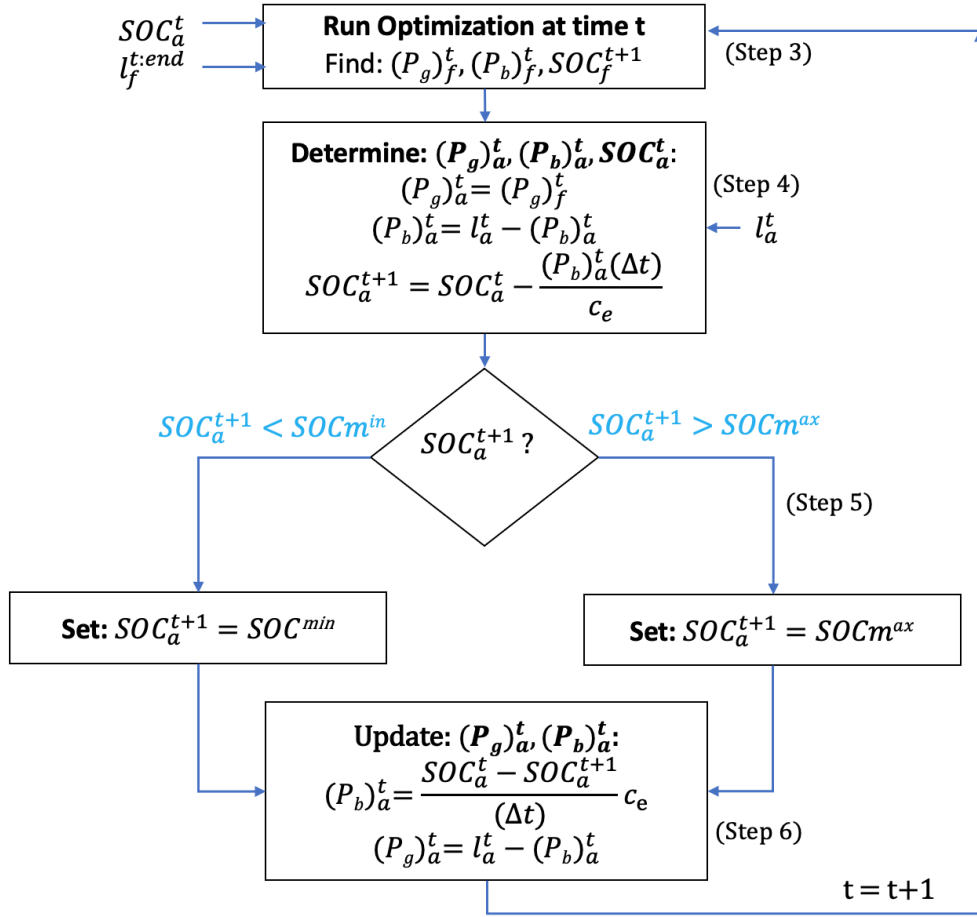 SOC_a^t
l_f^{t:end}
Run Optimization at time t
Find: (P_g)_f^t, (P_b)_f^t, SOC_f^{t+1}
(Step 3)
Determine: (P_g)_a^t, (P_b)_a^t, SOC_a^t:
(P_g)_a^t= (P_g)_f^t
(P_b)_a^t= l_a^t − (P_b)_a^t
SOC_a^{t+1} = SOC_a^t − \frac{(P_b)_a^t(Δt)}{c_e}
(Step 4)
l_a^t
SOC_a^{t+1} < SOCm^{in}
SOC_a^{t+1} ?
SOC_a^{t+1} > SOCm^{ax}
(Step 5)
Set: SOC_a^{t+1} = SOC^{min}
Set: SOC_a^{t+1} = SOCm^{ax}
Update: (P_g)_a^t, (P_b)_a^t:
(P_b)_a^t= \frac{SOC_a^t − SOC_a^{t+1}}{(Δt)} c_e
(P_g)_a^t= l_a^t − (P_b)_a^t
(Step 6)
t = t+1